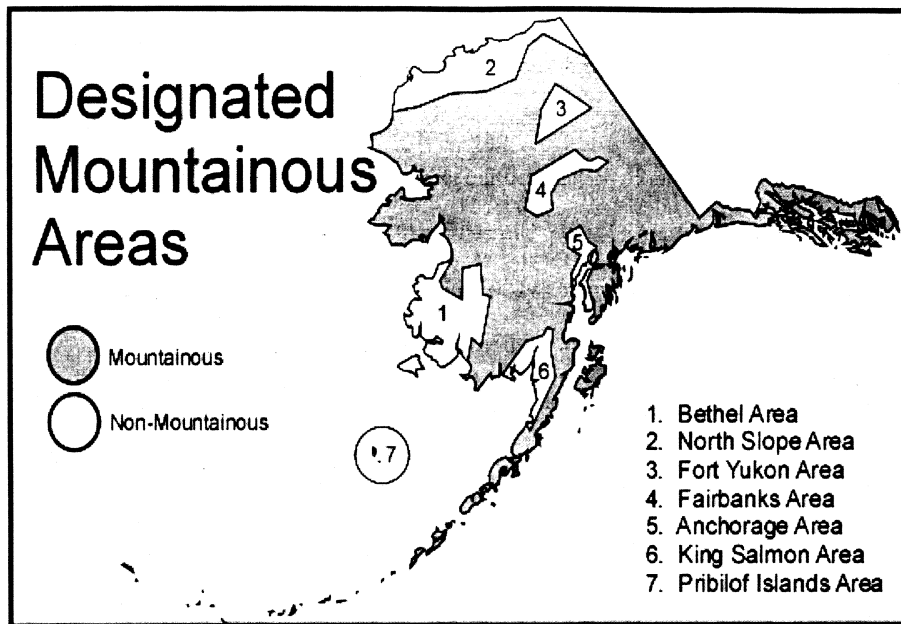 Designated
Mountainous
Areas
2
3
4
5
1
6
7
Mountainous
Non-Mountainous
1. Bethel Area
2. North Slope Area
3. Fort Yukon Area
4. Fairbanks Area
5. Anchorage Area
6. King Salmon Area
7. Pribilof Islands Area